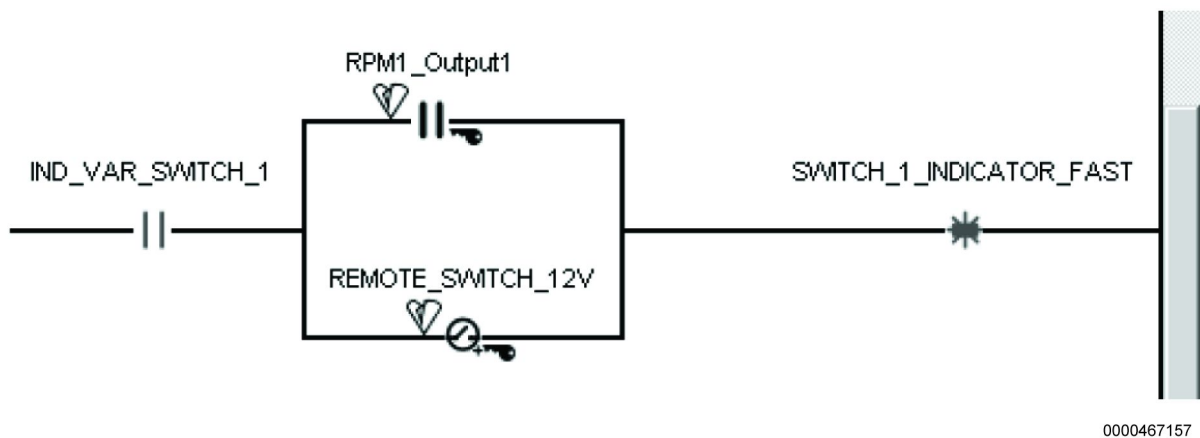 RPM1_Output1
IND_VAR_SWITCH_1
SWITCH_1_INDICATOR_FAST
REMOTE_SWITCH_12V
0000467157